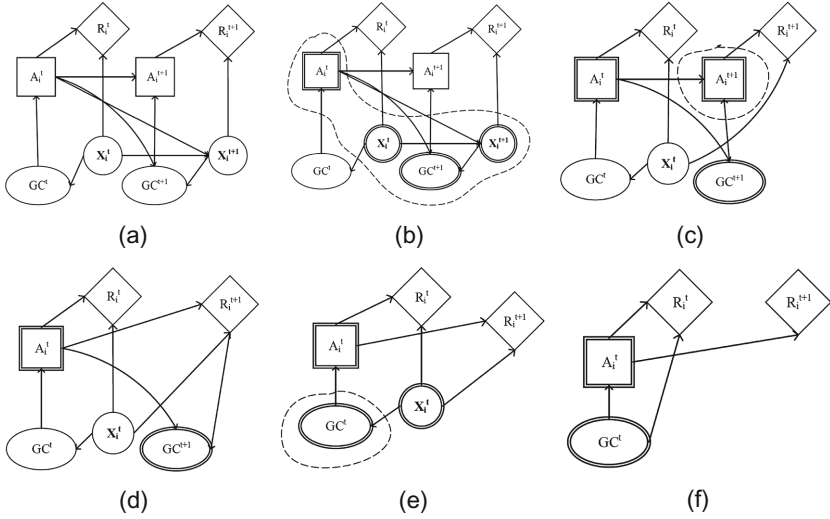 R_i^t R_i^{t+1}
A_i^t A_i^{t+1}
X_i^t X_i^{t+1}
GC^t GC^{t+1}
(a)
R_i^t R_i^{t+1}
A_i^t A_i^{t+1}
X_i^t X_i^{t+1}
GC^t GC^{t+1}
(b)
R_i^t R_i^{t+1}
A_i^t A_i^{t+1}
X_i^t
GC^t GC^{t+1}
(c)
R_i^t R_i^{t+1}
A_i^t
X_i^t
GC^t GC^{t+1}
(d)
R_i^t R_i^{t+1}
A_i^t
X_i^t
GC^t
(e)
R_i^t R_i^{t+1}
A_i^t
GC^t
(f)